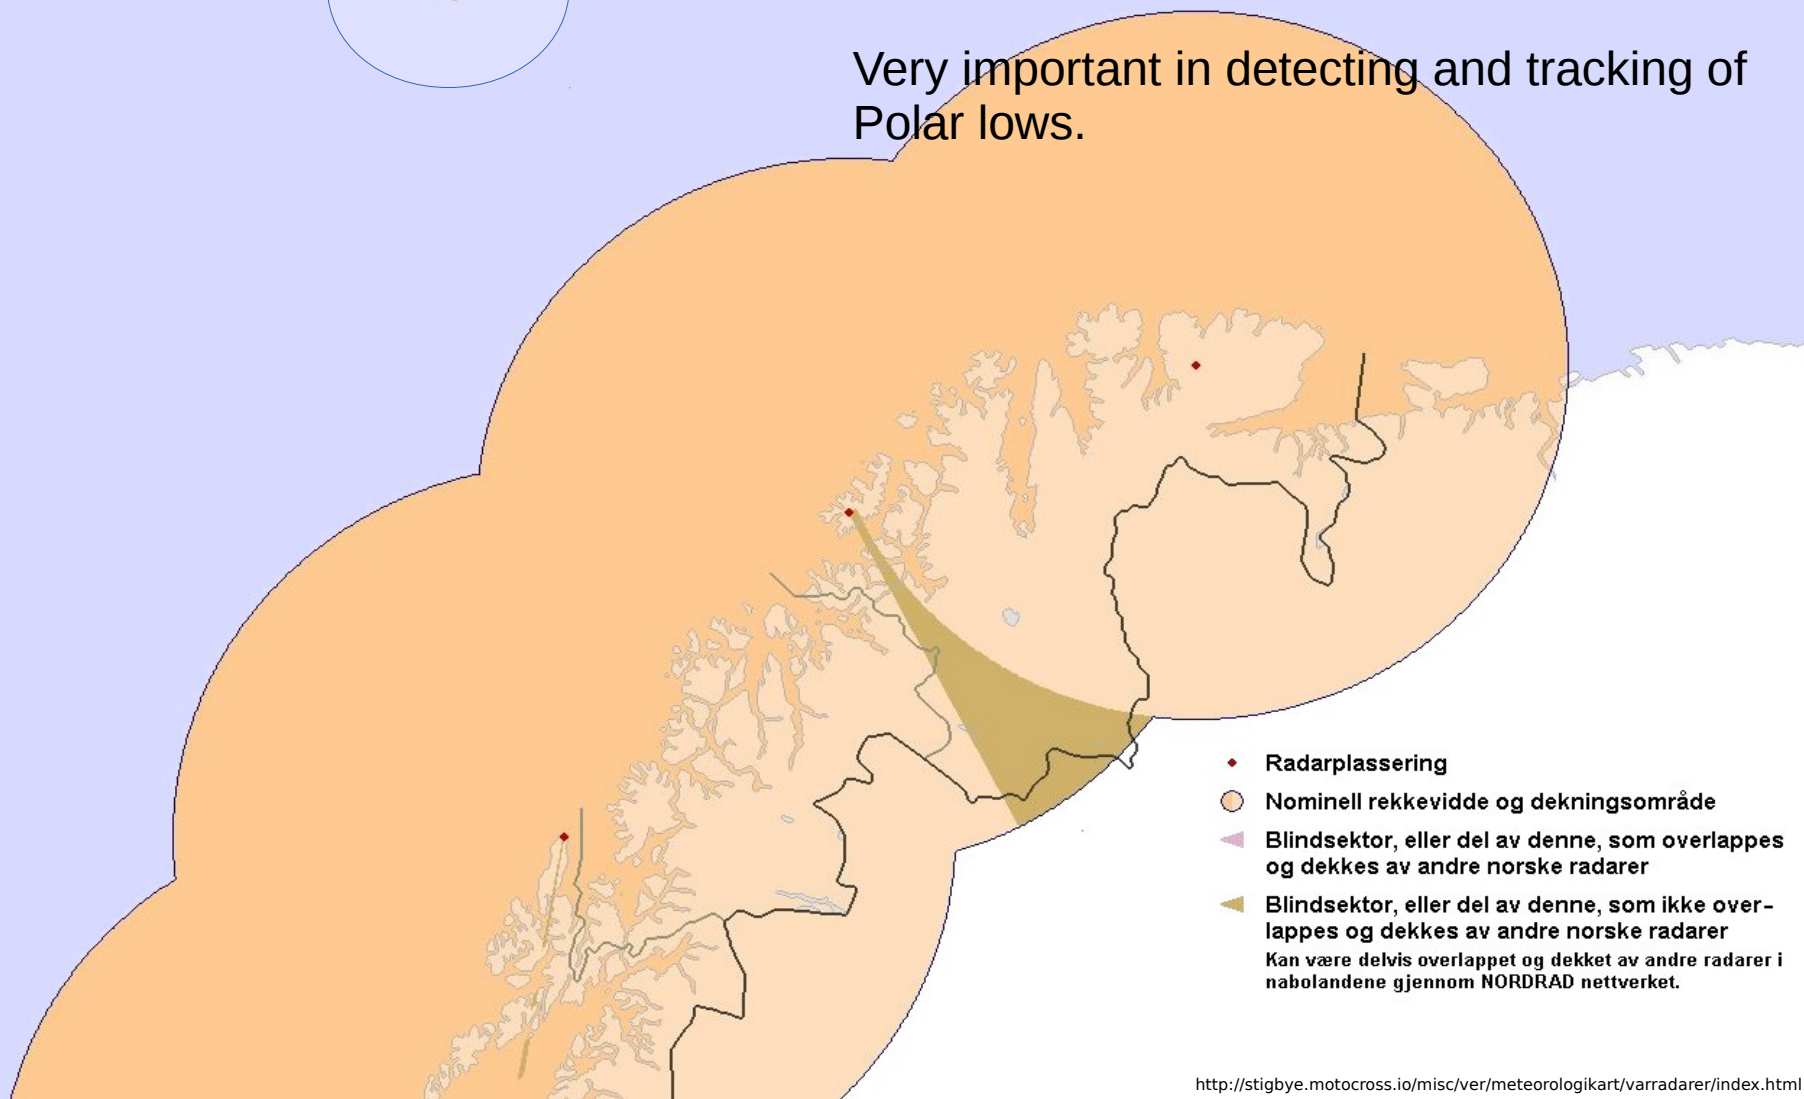 Very important in detecting and tracking of
Polar lows.
Radarplassering
Nominell rekkevidde og dekningsområde
Blindsektor, eller del av denne, som overlappes
og dekkes av andre norske radarer
Blindsektor, eller del av denne, som ikke over-
lappes og dekkes av andre norske radarer
Kan være delvis overlappet og dekket av andre radarer i
nabolandene gjennom NORDRAD nettverket.
http://stigbye.motocross.io/misc/ver/meteorologikart/varradarer/index.html